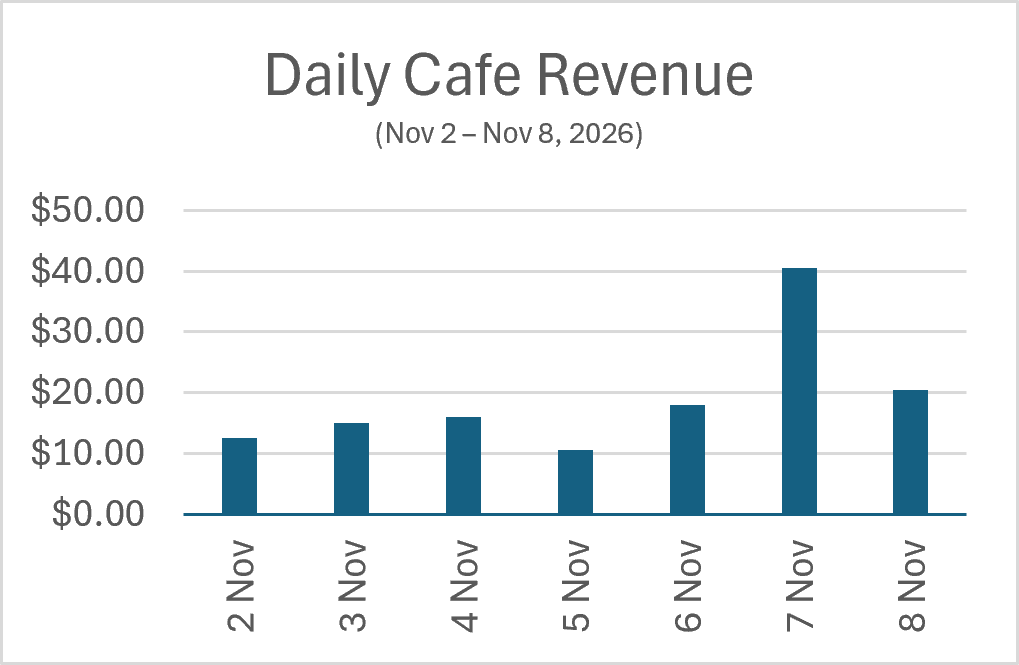 Daily Cafe Revenue
(Nov 2 – Nov 8, 2026)
$50.00
$40.00
$30.00
$20.00
$10.00
$0.00
2 Nov
3 Nov
4 Nov
5 Nov
6 Nov
7 Nov
8 Nov